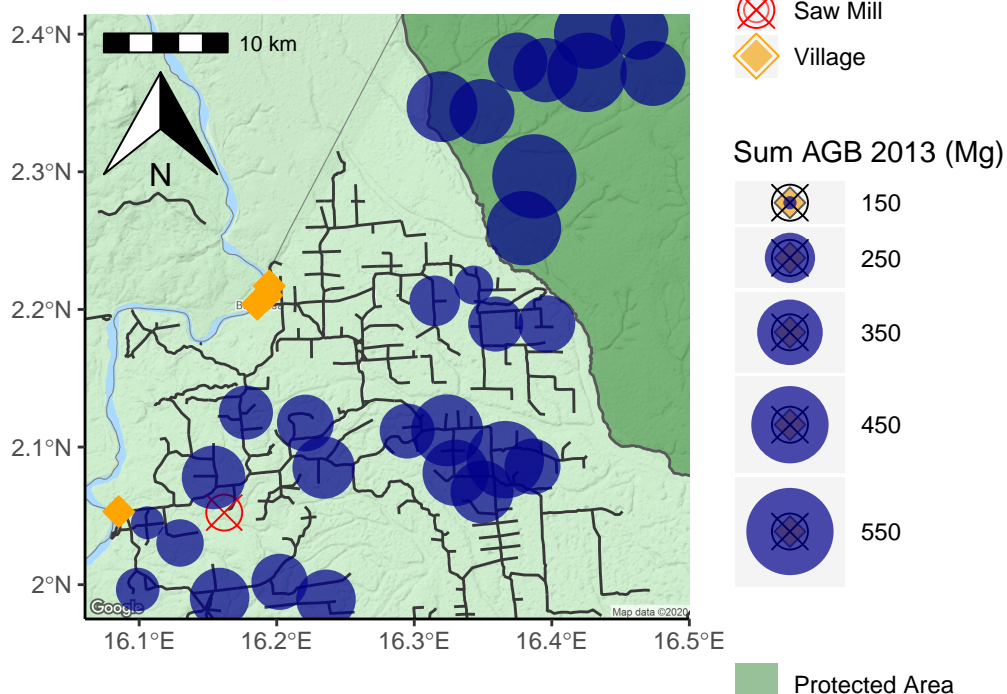 2.4°N
2.3°N
2.2°N
2.1°N
2°N
10 km
N
Google
Map data ©2020
16.1°E
16.2°E
16.3°E
16.4°E
16.5°E
Saw Mill
Village
Sum AGB 2013 (Mg)
150
250
350
450
550
Protected Area